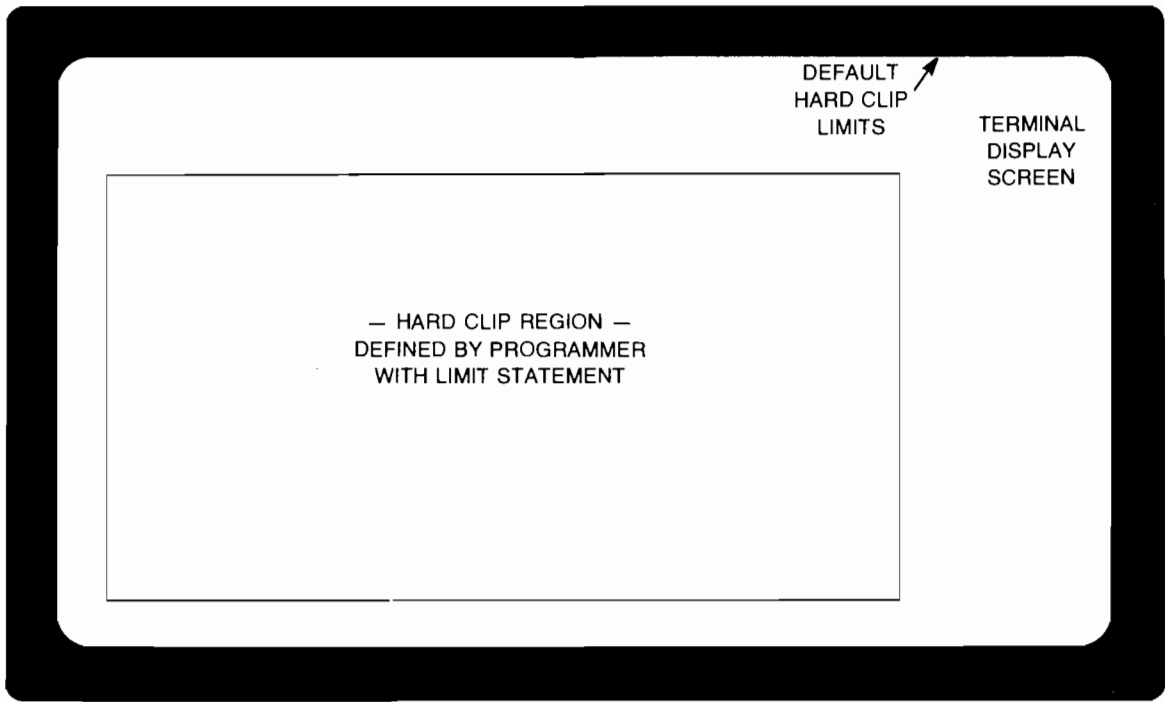 DEFAULT
HARD CLIP
LIMITS
TERMINAL
DISPLAY
SCREEN
— HARD CLIP REGION —
DEFINED BY PROGRAMMER
WITH LIMIT STATEMENT